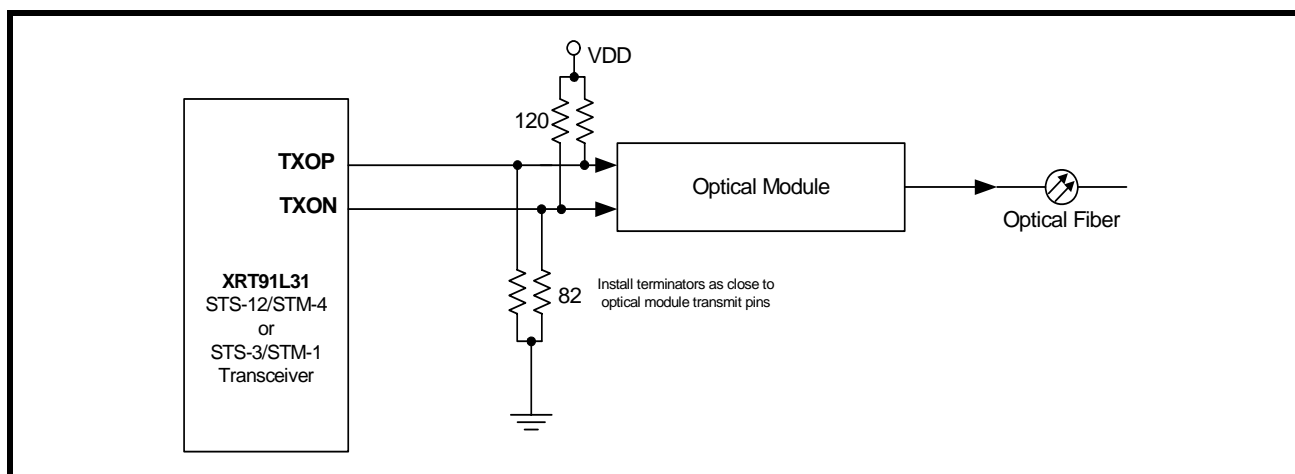 VDD
120
TXOP
TXON
Optical Module
Optical Fiber
XRT91L31
STS-12/STM-4
or
STS-3/STM-1
Transceiver
82
Install terminators as close to
optical module transmit pins